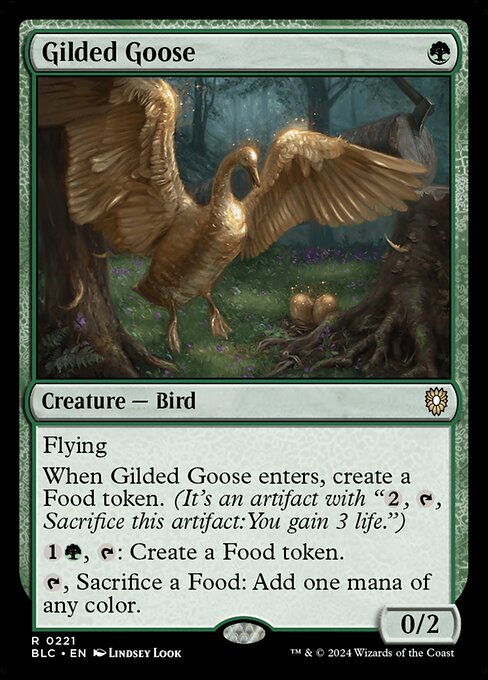 Gilded Goose
Creature — Bird
Flying
When Gilded Goose enters, create a
Food token. (It's an artifact with “2, ,
Sacrifice this artifact: You gain 3 life.”)
1 , : Create a Food token.
, Sacrifice a Food: Add one mana of
any color.
0/2
R 0221
BLC • EN Lindsey Look
™ & © 2024 Wizards of the Coast